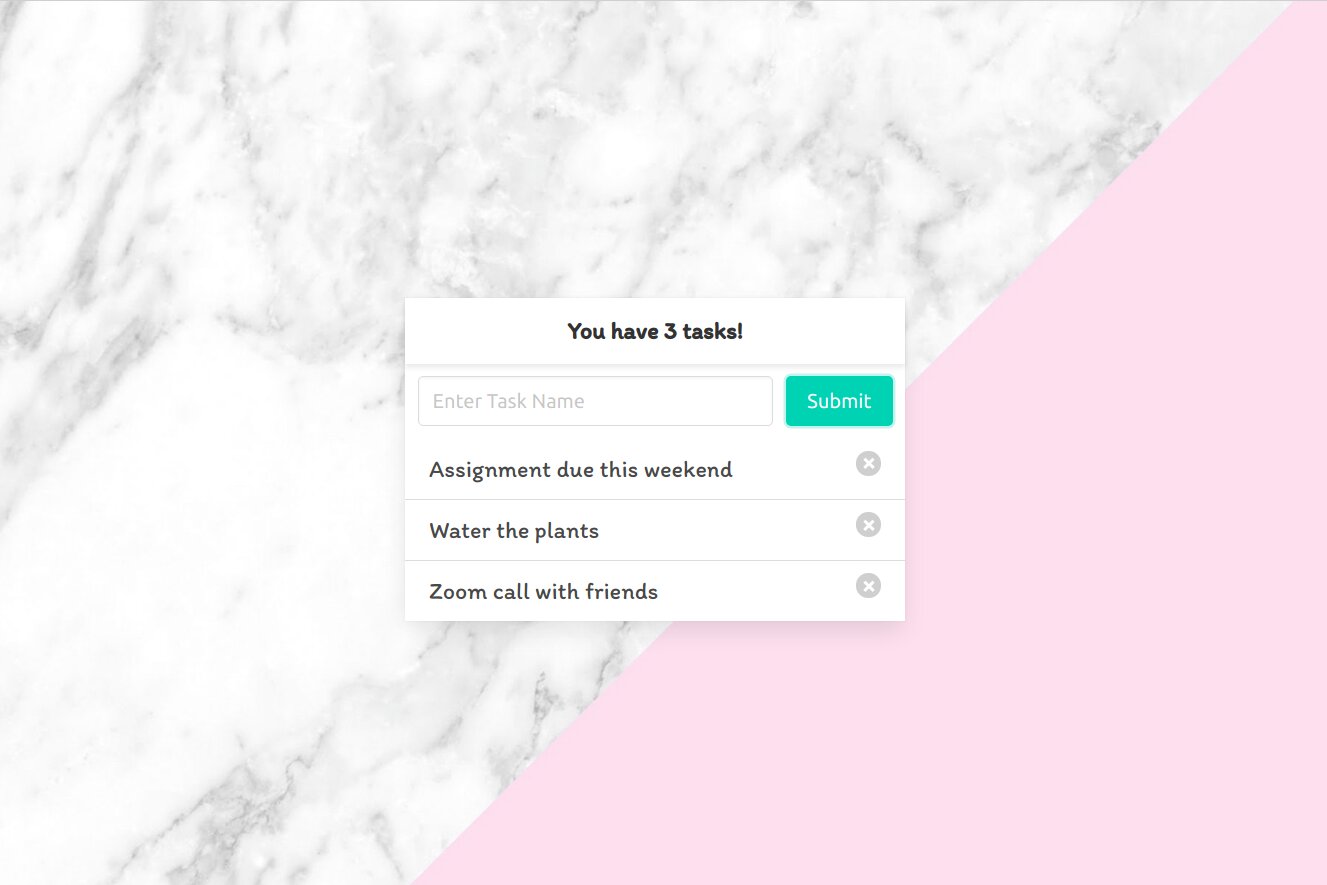 You have 3 tasks!
Enter Task Name
Submit
Assignment due this weekend
Water the plants
Zoom call with friends